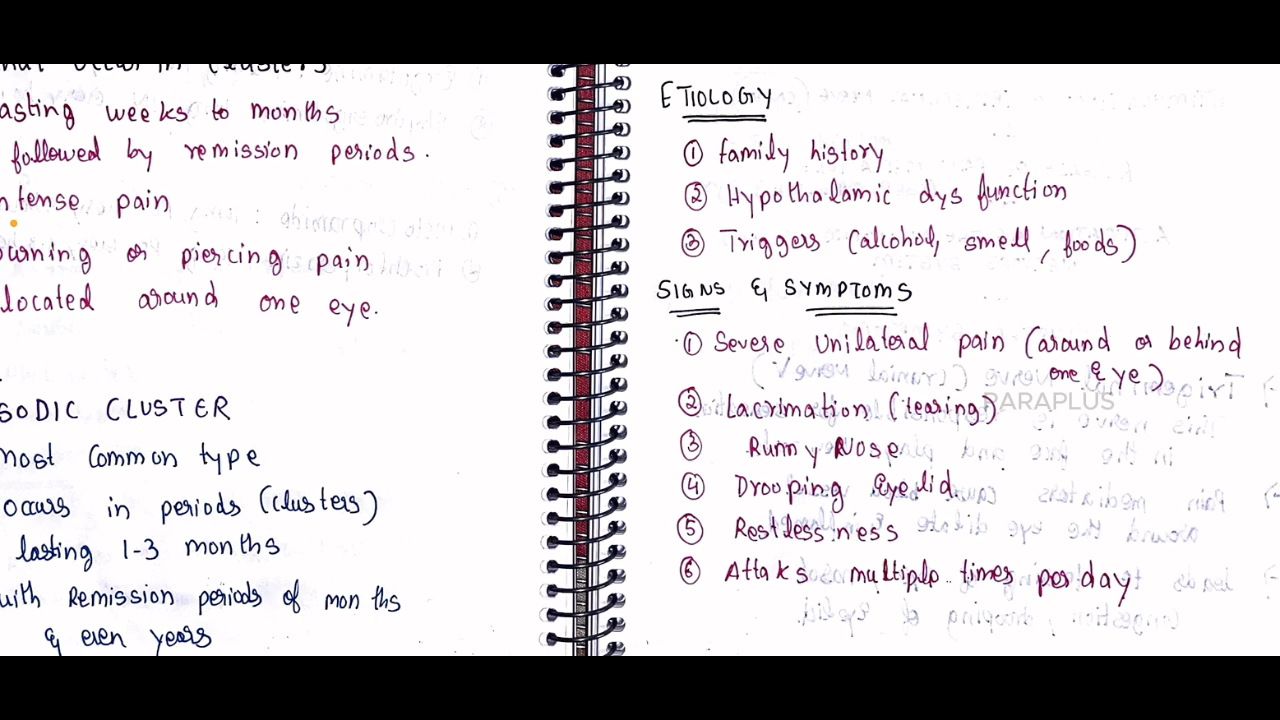 lasting weeks to months
followed by remission periods.
intense pain
burning or piercing pain
located around one eye.
SODIC CLUSTER
most common type
occurs in periods (clusters)
lasting 1-3 months
with Remission periods of months
& even years
ETIOLOGY
① family history
② Hypothalamic dysfunction
③ Triggers (alcohol, smell, foods)
SIGNS & SYMPTOMS
① Severe Unilateral pain (around or behind
one eye)
PARAPLUS
② Lacrimation (tearing)
③ Runny Nose
④ Drooping Eyelid
⑤ Restlessness
⑥ Attaks multiple times per day